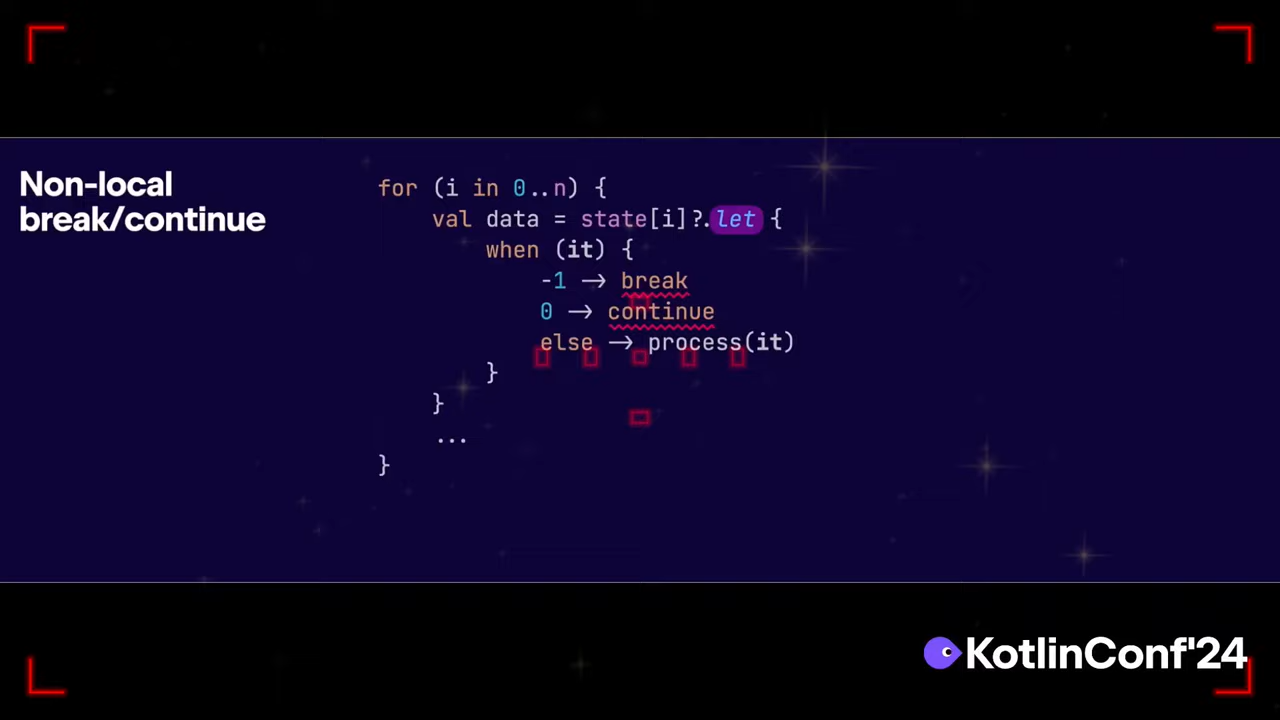 Non-local
break/continue
for (i in 0..n) {
    val data = state[i]?.let {
        when (it) {
            -1 → break
            0 → continue
            else → process(it)
        }
    }
    ...
}
KotlinConf'24